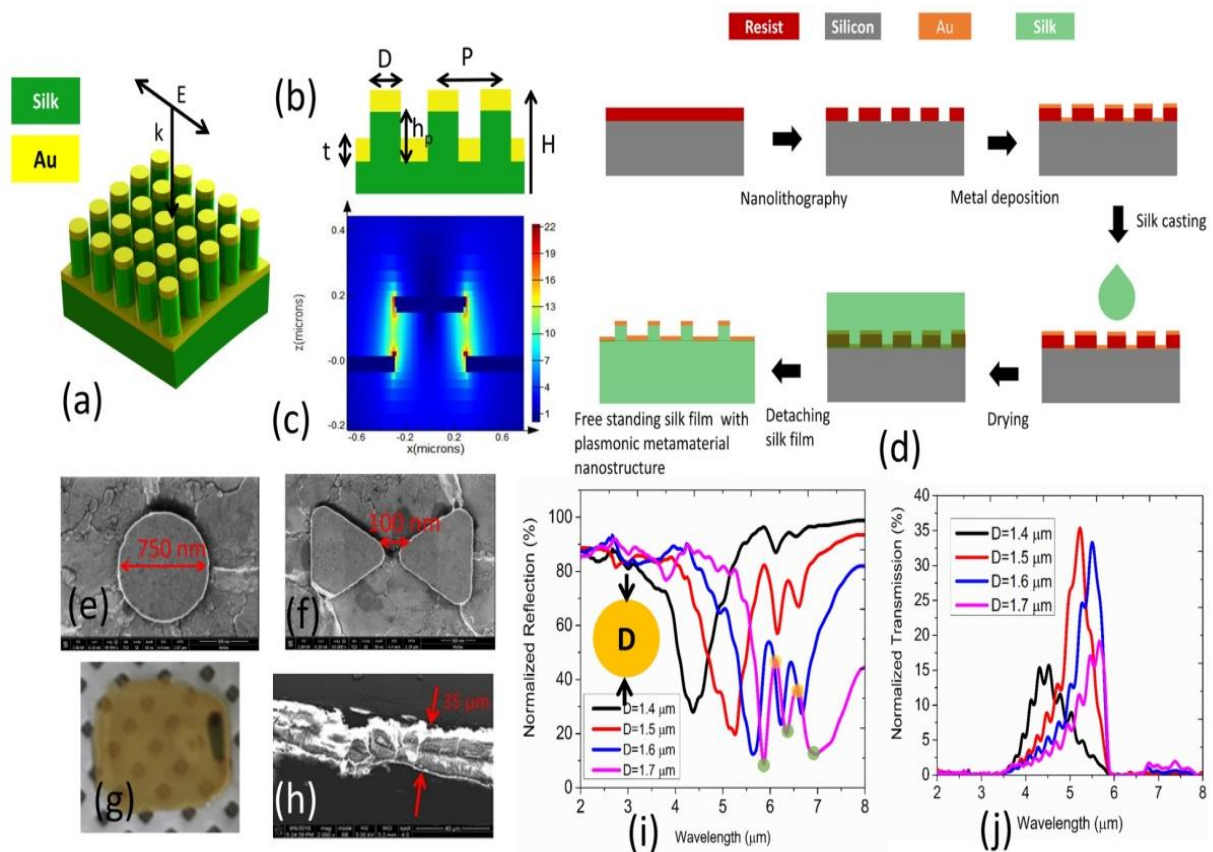 Resist
Silicon
Au
Silk
Silk
Au
E
k
(a)
(b)
D
P
h_p
t
H
z(microns)
0.4
0.2
-0.0
-0.2
-0.6
-0.2
0.2
0.6
x(microns)
22
19
16
13
10
7
4
1
(c)
Nanolithography
Metal deposition
Silk casting
Drying
Detaching
silk film
Free standing silk film with
plasmonic metamaterial
nanostructure
(d)
750 nm
(e)
100 nm
(f)
(g)
35 μm
(h)
Normalized Reflection (%)
100
80
60
40
20
0
D
D=1.4 μm
D=1.5 μm
D=1.6 μm
D=1.7 μm
2
3
4
5
6
7
8
Wavelength (μm)
(i)
Normalized Transmission (%)
40
35
30
25
20
15
10
5
0
D=1.4 μm
D=1.5 μm
D=1.6 μm
D=1.7 μm
2
3
4
5
6
7
8
Wavelength (μm)
(j)